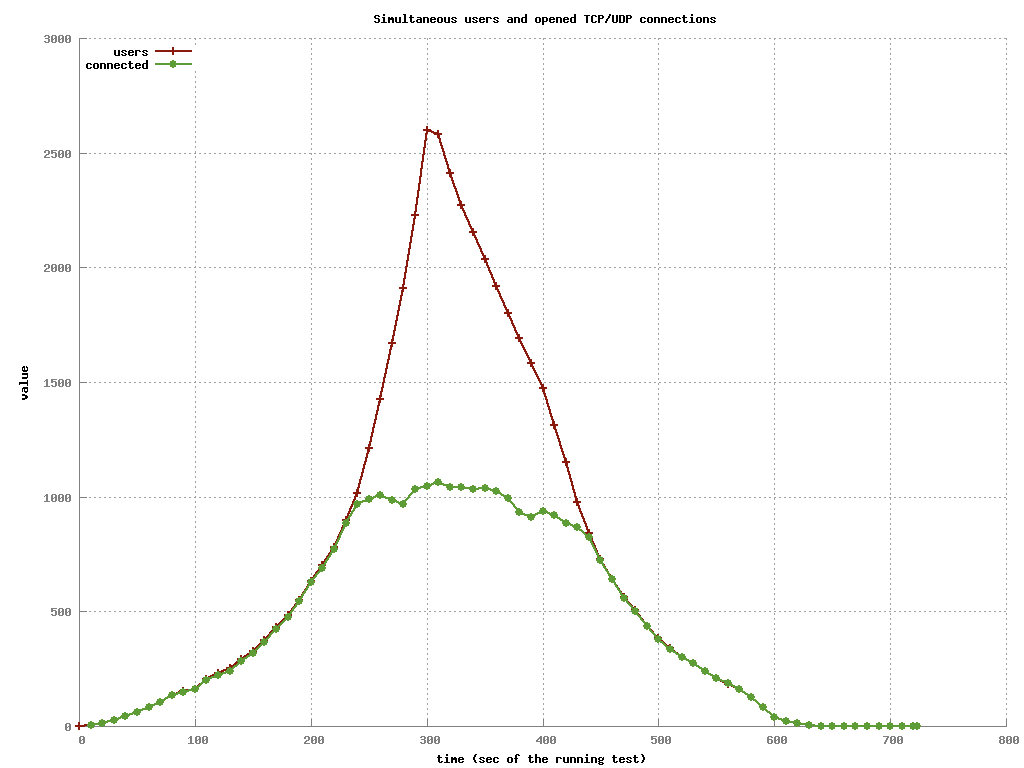 Simultaneous users and opened TCP/UDP connections
3000
users
connected
2500
2000
1500
value
1000
500
0
0 100 200 300 400 500 600 700 800
time (sec of the running test)